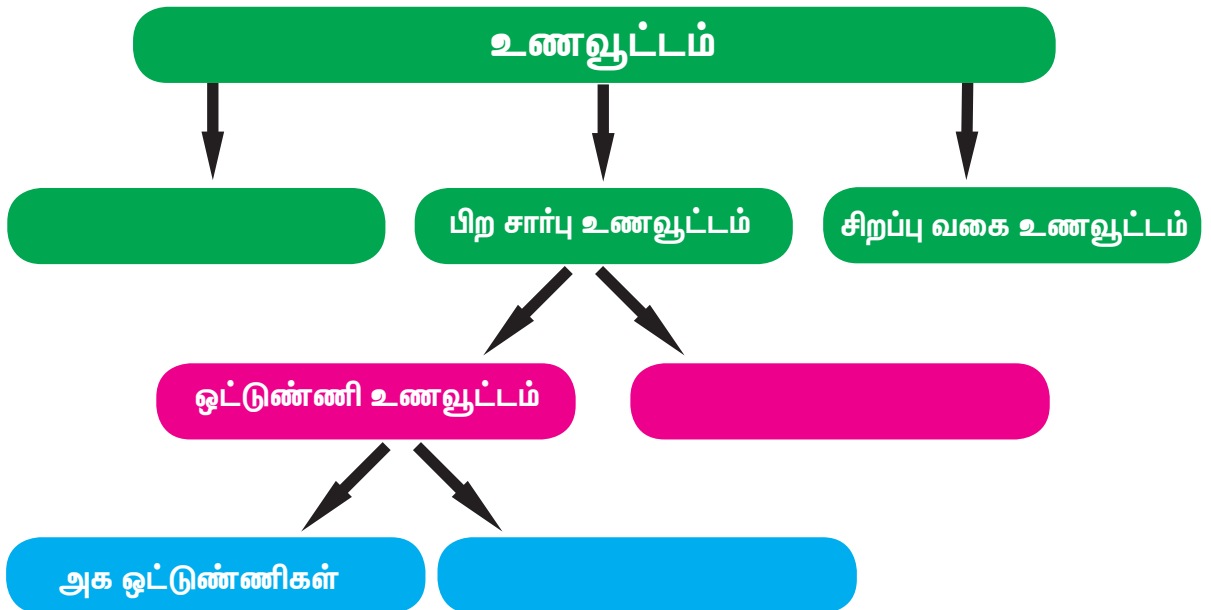 உணவூட்டம்
பிற சார்பு உணவூட்டம்
சிறப்பு வகை உணவூட்டம்
ஒட்டுண்ணி உணவூட்டம்
அக ஒட்டுண்ணிகள்